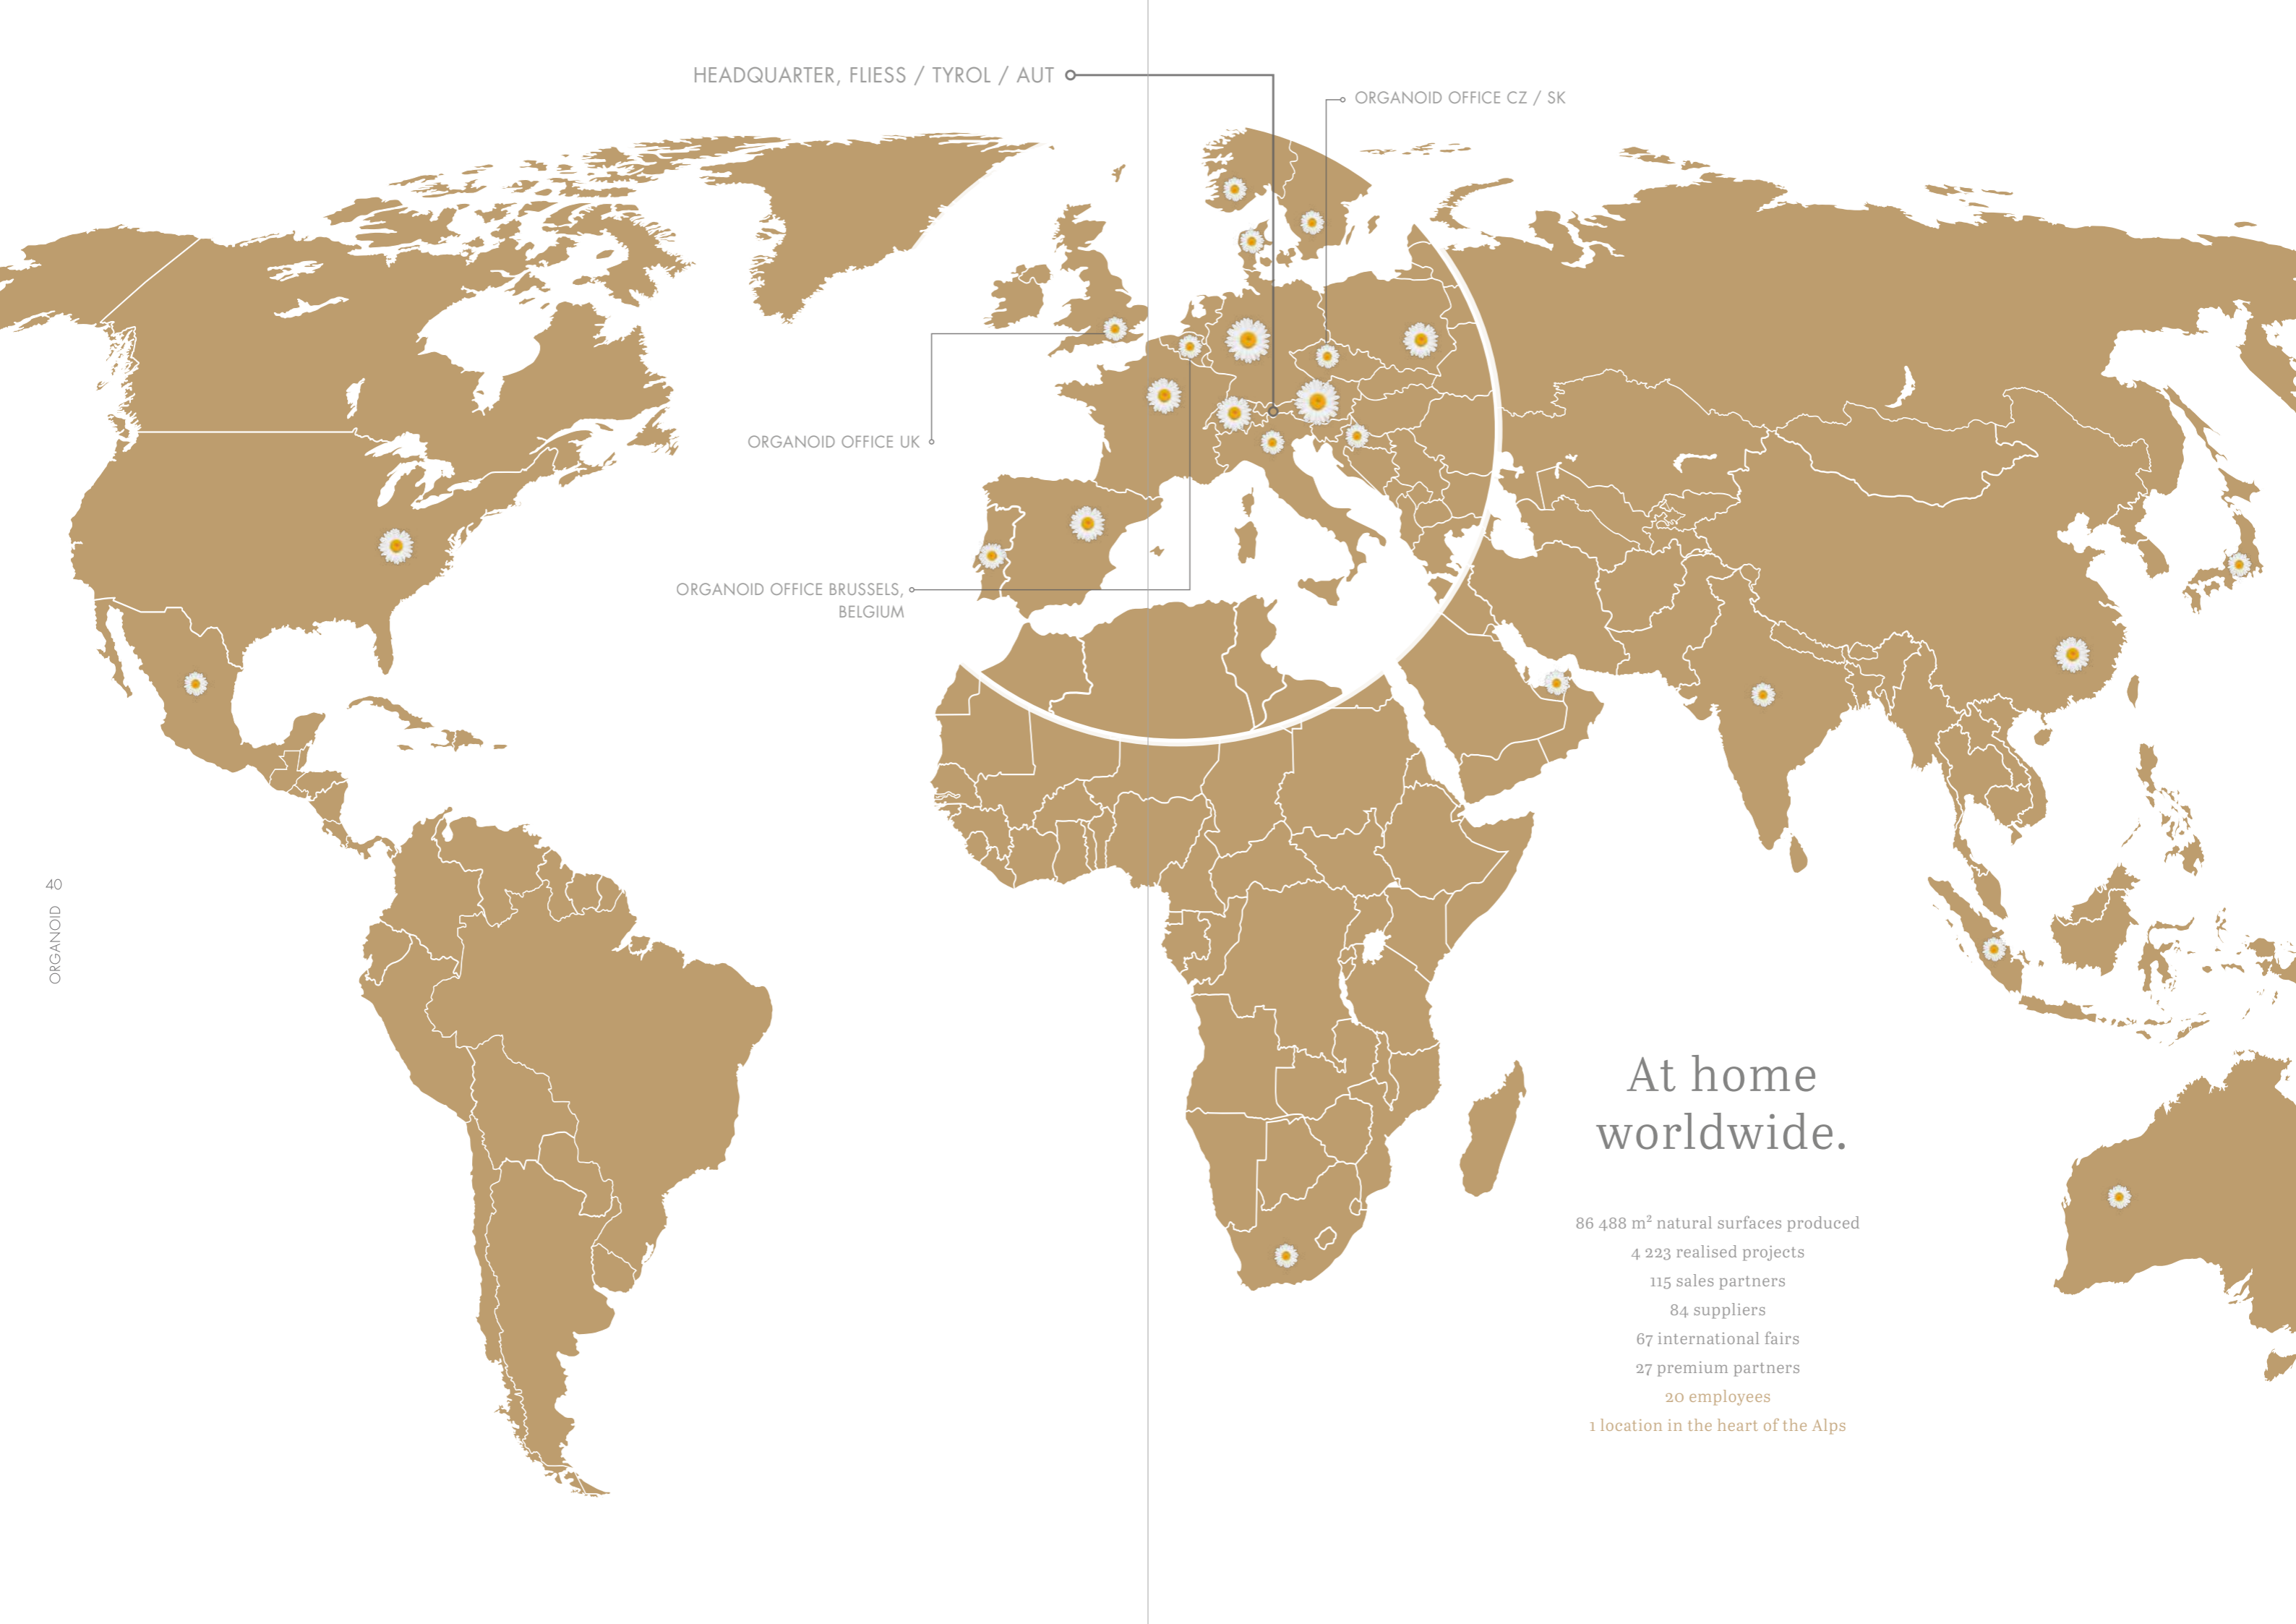 HEADQUARTER, FLIESS / TYROL / AUT
ORGANOID OFFICE CZ / SK
ORGANOID OFFICE UK
ORGANOID OFFICE BRUSSELS,
BELGIUM
40
ORGANOID
At home
worldwide.
86 488 m² natural surfaces produced
4 223 realised projects
115 sales partners
84 suppliers
67 international fairs
27 premium partners
20 employees
1 location in the heart of the Alps